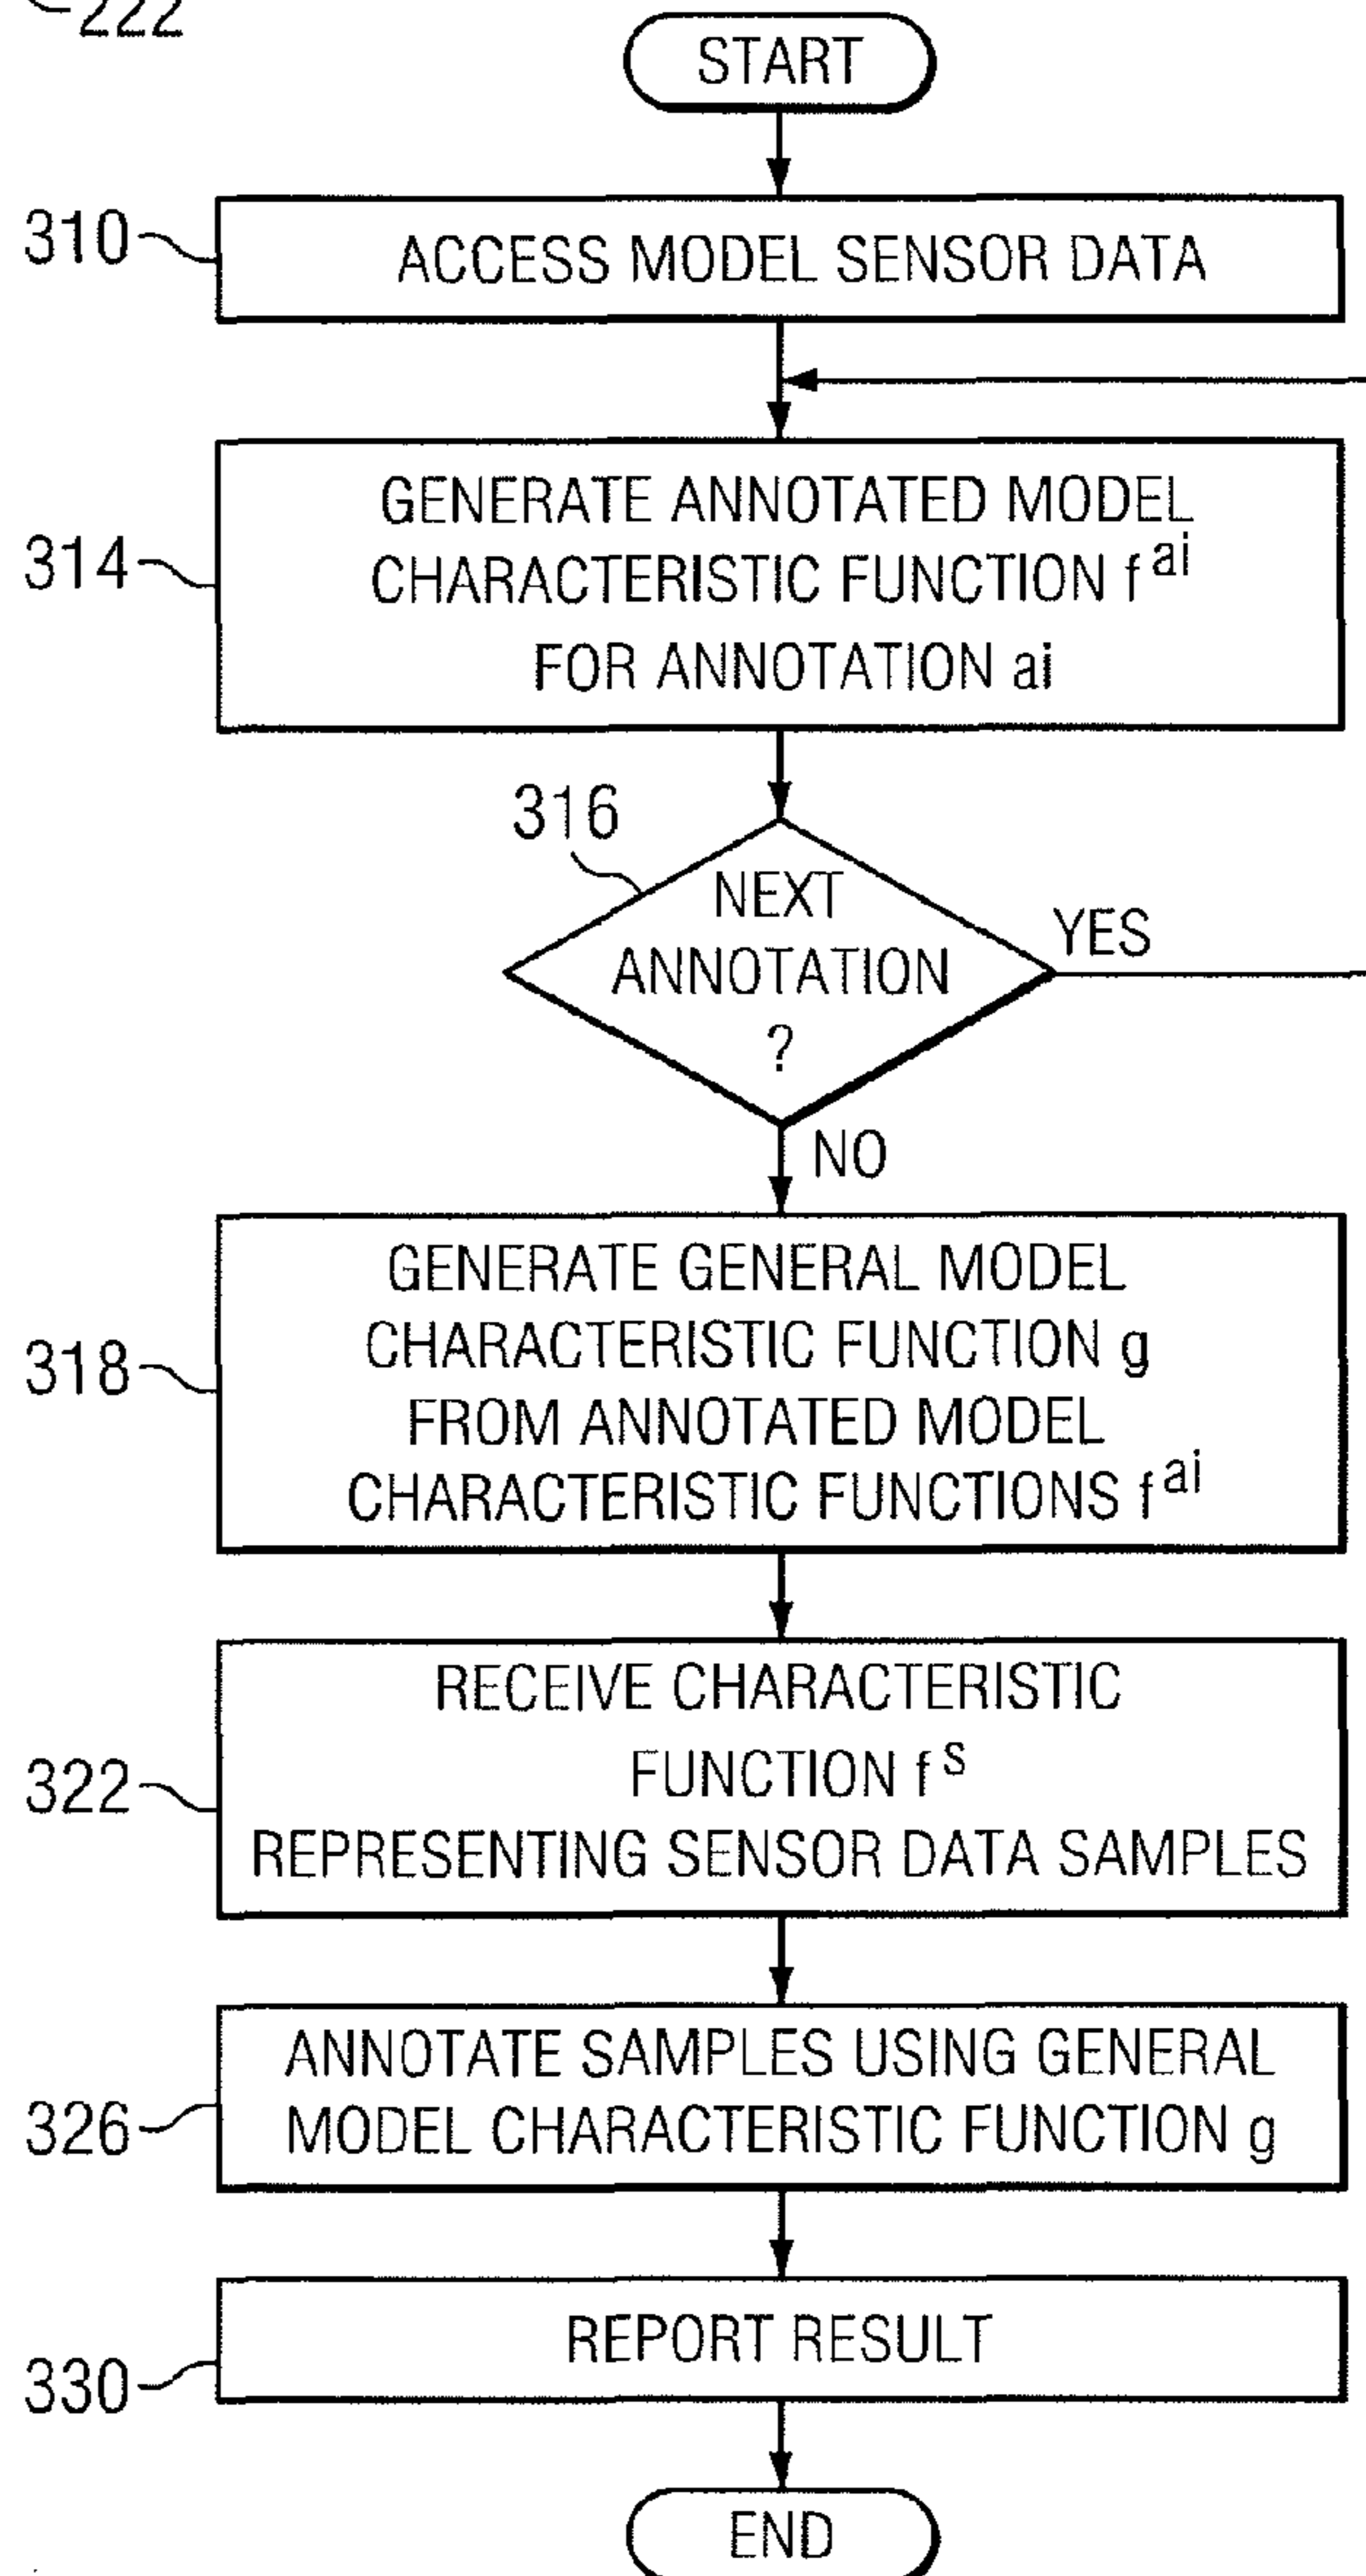 222
START
310
ACCESS MODEL SENSOR DATA
314
GENERATE ANNOTATED MODEL
CHARACTERISTIC FUNCTION f^ai
FOR ANNOTATION ai
316
NEXT
ANNOTATION
?
YES
NO
318
GENERATE GENERAL MODEL
CHARACTERISTIC FUNCTION g
FROM ANNOTATED MODEL
CHARACTERISTIC FUNCTIONS f^ai
322
RECEIVE CHARACTERISTIC
FUNCTION f^s
REPRESENTING SENSOR DATA SAMPLES
326
ANNOTATE SAMPLES USING GENERAL
MODEL CHARACTERISTIC FUNCTION g
330
REPORT RESULT
END